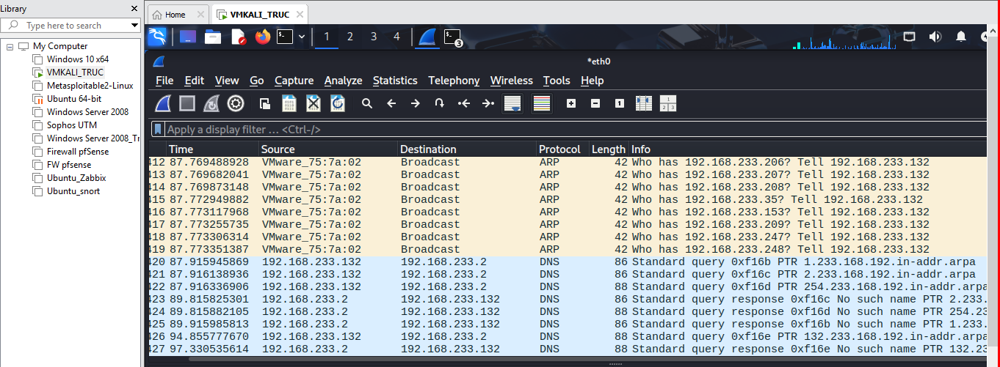 Library
Type here to search
My Computer
Windows 10 x64
VMKALI_TRUC
Metasploitable2-Linux
Ubuntu 64-bit
Windows Server 2008
Sophos UTM
Windows Server 2008_Tr
Firewall pfSense
FW pfsense
Ubuntu_Zabbix
Ubuntu_snort
Home
VMKALI_TRUC
1 2 3 4 3
*eth0
File Edit View Go Capture Analyze Statistics Telephony Wireless Tools Help
Apply a display filter ... <Ctrl-/>
Time Source Destination Protocol Length Info
412 87.769488928 VMware_75:7a:02 Broadcast ARP 42 Who has 192.168.233.206? Tell 192.168.233.132
413 87.769682041 VMware_75:7a:02 Broadcast ARP 42 Who has 192.168.233.207? Tell 192.168.233.132
414 87.769873148 VMware_75:7a:02 Broadcast ARP 42 Who has 192.168.233.208? Tell 192.168.233.132
415 87.772949882 VMware_75:7a:02 Broadcast ARP 42 Who has 192.168.233.35? Tell 192.168.233.132
416 87.773117968 VMware_75:7a:02 Broadcast ARP 42 Who has 192.168.233.153? Tell 192.168.233.132
417 87.773255735 VMware_75:7a:02 Broadcast ARP 42 Who has 192.168.233.209? Tell 192.168.233.132
418 87.773306314 VMware_75:7a:02 Broadcast ARP 42 Who has 192.168.233.247? Tell 192.168.233.132
419 87.773351387 VMware_75:7a:02 Broadcast ARP 42 Who has 192.168.233.248? Tell 192.168.233.132
420 87.915945869 192.168.233.132 192.168.233.2 DNS 86 Standard query 0xf16b PTR 1.233.168.192.in-addr.arpa
421 87.916138936 192.168.233.132 192.168.233.2 DNS 86 Standard query 0xf16c PTR 2.233.168.192.in-addr.arpa
422 87.916336906 192.168.233.132 192.168.233.2 DNS 88 Standard query 0xf16d PTR 254.233.168.192.in-addr.arpa
423 89.815825301 192.168.233.2 192.168.233.132 DNS 86 Standard query response 0xf16c No such name PTR 2.233.
424 89.815882105 192.168.233.2 192.168.233.132 DNS 88 Standard query response 0xf16d No such name PTR 254.23
425 89.915985813 192.168.233.2 192.168.233.132 DNS 86 Standard query response 0xf16b No such name PTR 1.233.
426 94.855777670 192.168.233.132 192.168.233.2 DNS 88 Standard query 0xf16e PTR 132.233.168.192.in-addr.arpa
427 97.330535614 192.168.233.2 192.168.233.132 DNS 88 Standard query response 0xf16e No such name PTR 132.23